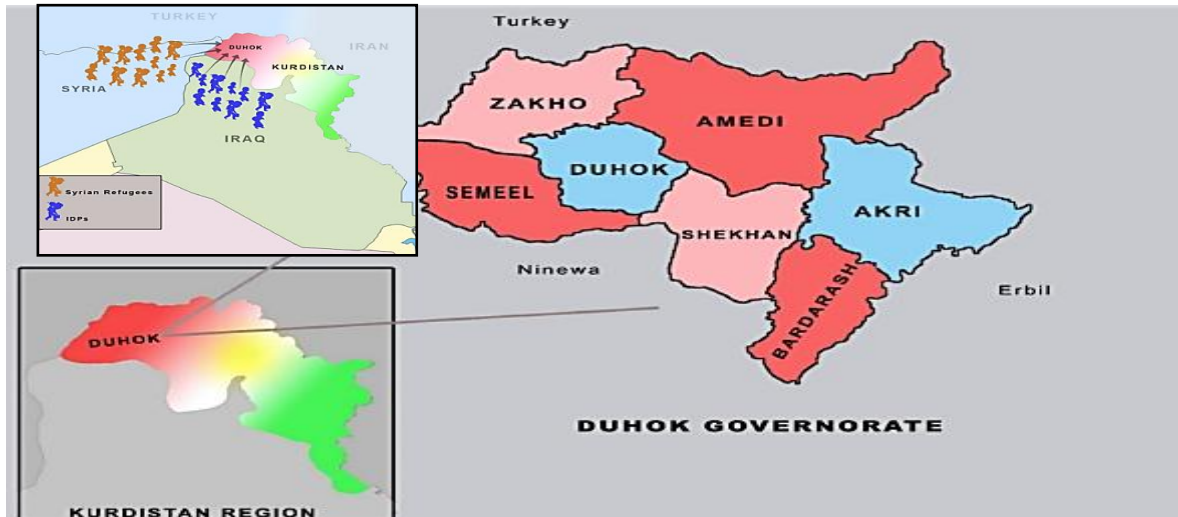 TURKEY
DUHOK
IRAN
KURDISTAN
SYRIA
IRAQ
Syrian Refugees
IDPs
Turkey
ZAKHO
AMEDI
DUHOK
SEMEEL
AKRI
SHEKHAN
Ninewa
Erbil
BARDARASH
DUHOK GOVERNORATE
DUHOK
KURDISTAN REGION